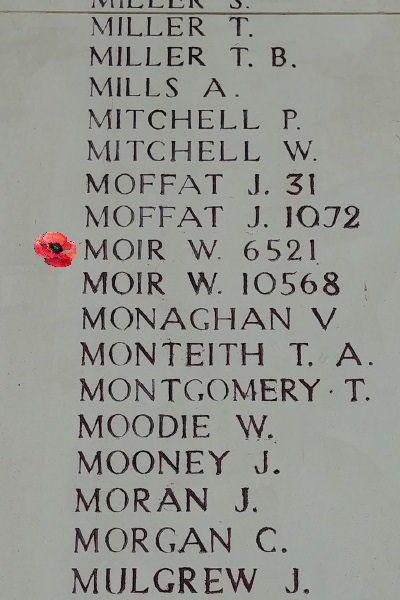 MILLER S.
MILLER T.
MILLER T. B.
MILLS A.
MITCHELL P.
MITCHELL W.
MOFFAT J. 31
MOFFAT J. 1072
MOIR W. 6521
MOIR W. 10568
MONAGHAN V
MONTEITH T. A.
MONTGOMERY · T.
MOODIE W.
MOONEY J.
MORAN J.
MORGAN C.
MULGREW J.